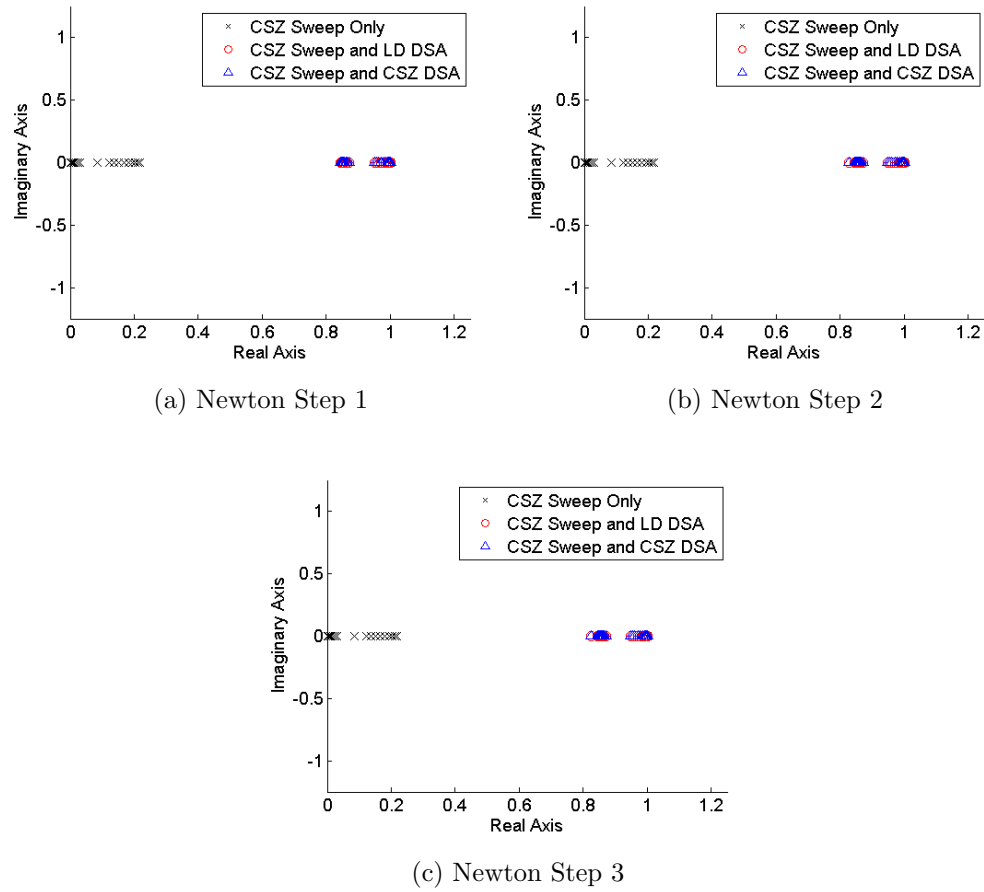 CSZ Sweep Only
CSZ Sweep and LD DSA
CSZ Sweep and CSZ DSA
1
0.5
0
-0.5
-1
Imaginary Axis
0 0.2 0.4 0.6 0.8 1 1.2
Real Axis
(a) Newton Step 1
CSZ Sweep Only
CSZ Sweep and LD DSA
CSZ Sweep and CSZ DSA
1
0.5
0
-0.5
-1
Imaginary Axis
0 0.2 0.4 0.6 0.8 1 1.2
Real Axis
(b) Newton Step 2
CSZ Sweep Only
CSZ Sweep and LD DSA
CSZ Sweep and CSZ DSA
1
0.5
0
-0.5
-1
Imaginary Axis
0 0.2 0.4 0.6 0.8 1 1.2
Real Axis
(c) Newton Step 3